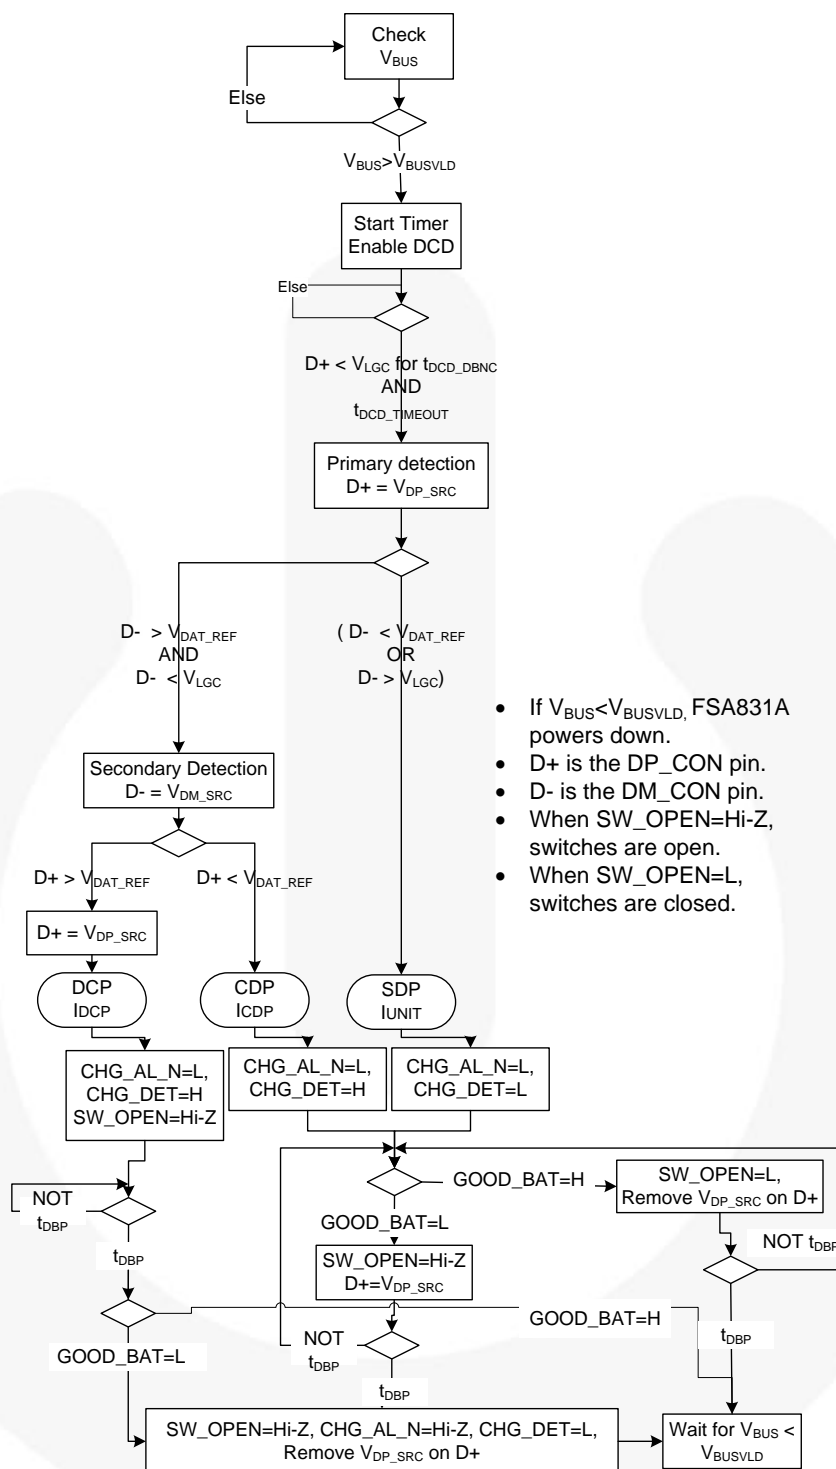 Check
VBUS
Else
VBUS>VBUSVLD
Start Timer
Enable DCD
Else
D+ < VLGC for tDCD_DBNC
AND
tDCD_TIMEOUT
Primary detection
D+ = VDP_SRC
D- > VDAT_REF
AND
D- < VLGC
( D- < VDAT_REF
OR
D- > VLGC)
• If VBUS<VBUSVLD, FSA831A
powers down.
• D+ is the DP_CON pin.
• D- is the DM_CON pin.
• When SW_OPEN=Hi-Z,
switches are open.
• When SW_OPEN=L,
switches are closed.
Secondary Detection
D- = VDM_SRC
D+ > VDAT_REF
D+ < VDAT_REF
D+ = VDP_SRC
DCP
IDCP
CDP
ICDP
SDP
IUNIT
CHG_AL_N=L,
CHG_DET=H
SW_OPEN=Hi-Z
CHG_AL_N=L,
CHG_DET=H
CHG_AL_N=L,
CHG_DET=L
GOOD_BAT=H
SW_OPEN=L,
Remove VDP_SRC on D+
NOT
tDBP
GOOD_BAT=L
NOT tDBP
tDBP
SW_OPEN=Hi-Z
D+=VDP_SRC
GOOD_BAT=H
tDBP
NOT
tDBP
GOOD_BAT=L
tDBP
SW_OPEN=Hi-Z, CHG_AL_N=Hi-Z, CHG_DET=L,
Remove VDP_SRC on D+
Wait for VBUS <
VBUSVLD